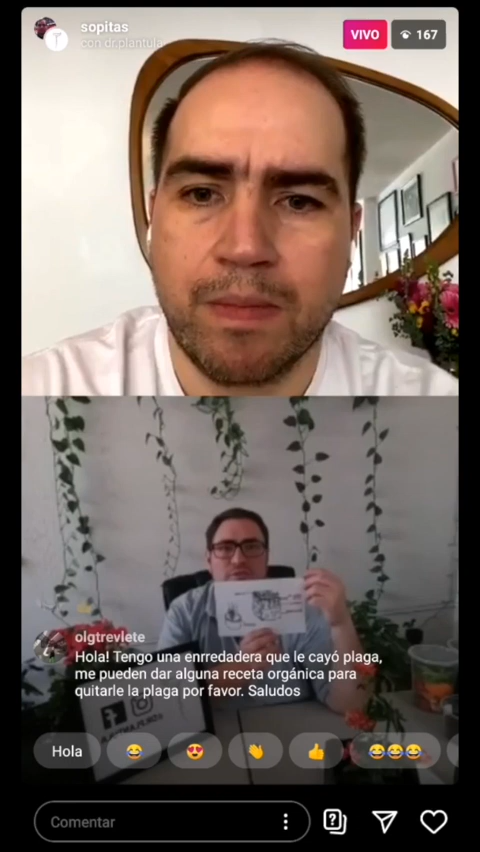 sopitas
con dr.plantula
VIVO
167
olgtrevlete
Hola! Tengo una enrredadera que le cayó plaga,
me pueden dar alguna receta orgánica para
quitarle la plaga por favor. Saludos
Hola
Comentar